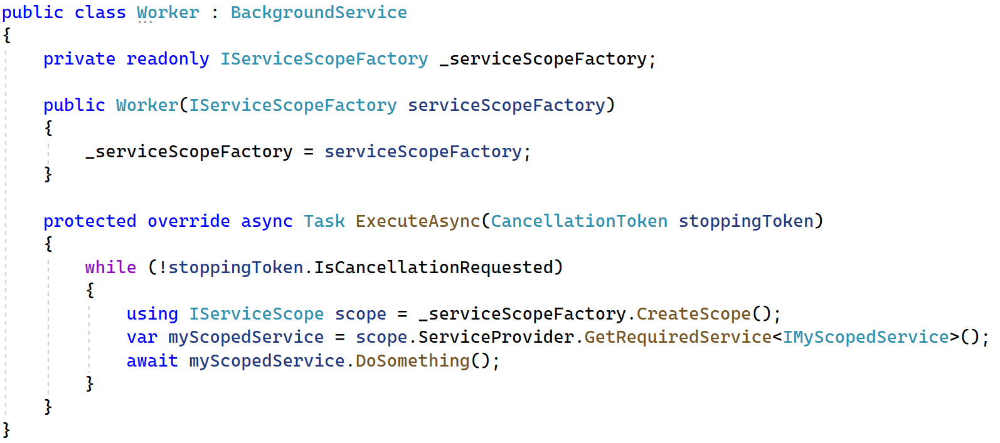 public class Worker : BackgroundService
{
    private readonly IServiceScopeFactory _serviceScopeFactory;

    public Worker(IServiceScopeFactory serviceScopeFactory)
    {
        _serviceScopeFactory = serviceScopeFactory;
    }

    protected override async Task ExecuteAsync(CancellationToken stoppingToken)
    {
        while (!stoppingToken.IsCancellationRequested)
        {
            using IServiceScope scope = _serviceScopeFactory.CreateScope();
            var myScopedService = scope.ServiceProvider.GetRequiredService<IMyScopedService>();
            await myScopedService.DoSomething();
        }
    }
}